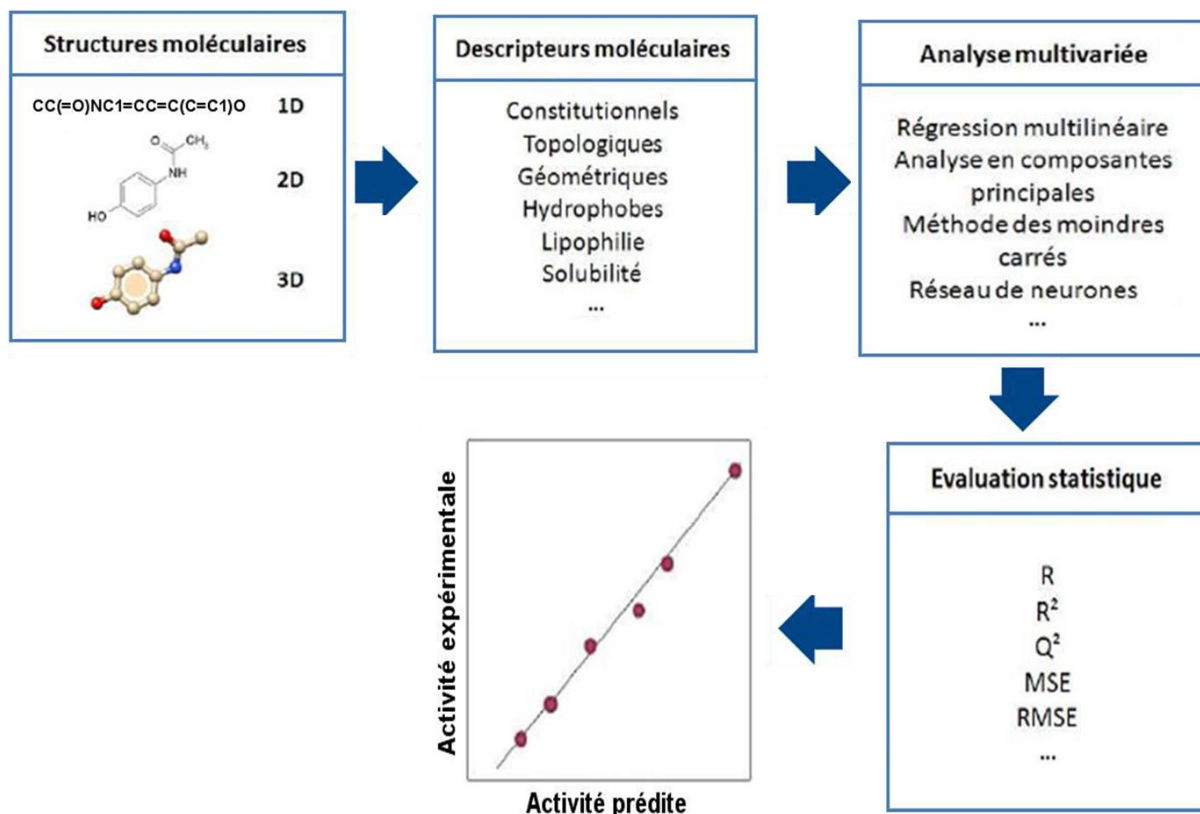 Structures moléculaires
CC(=O)NC1=CC=C(C=C1)O 1D
O
CH3
NH
HO
2D
3D
Descripteurs moléculaires
Constitutionnels
Topologiques
Géométriques
Hydrophobes
Lipophilie
Solubilité
...
Analyse multivariée
Régression multilinéaire
Analyse en composantes
principales
Méthode des moindres
carrés
Réseau de neurones
...
Evaluation statistique
R
R²
Q²
MSE
RMSE
...
Activité expérimentale
Activité prédite